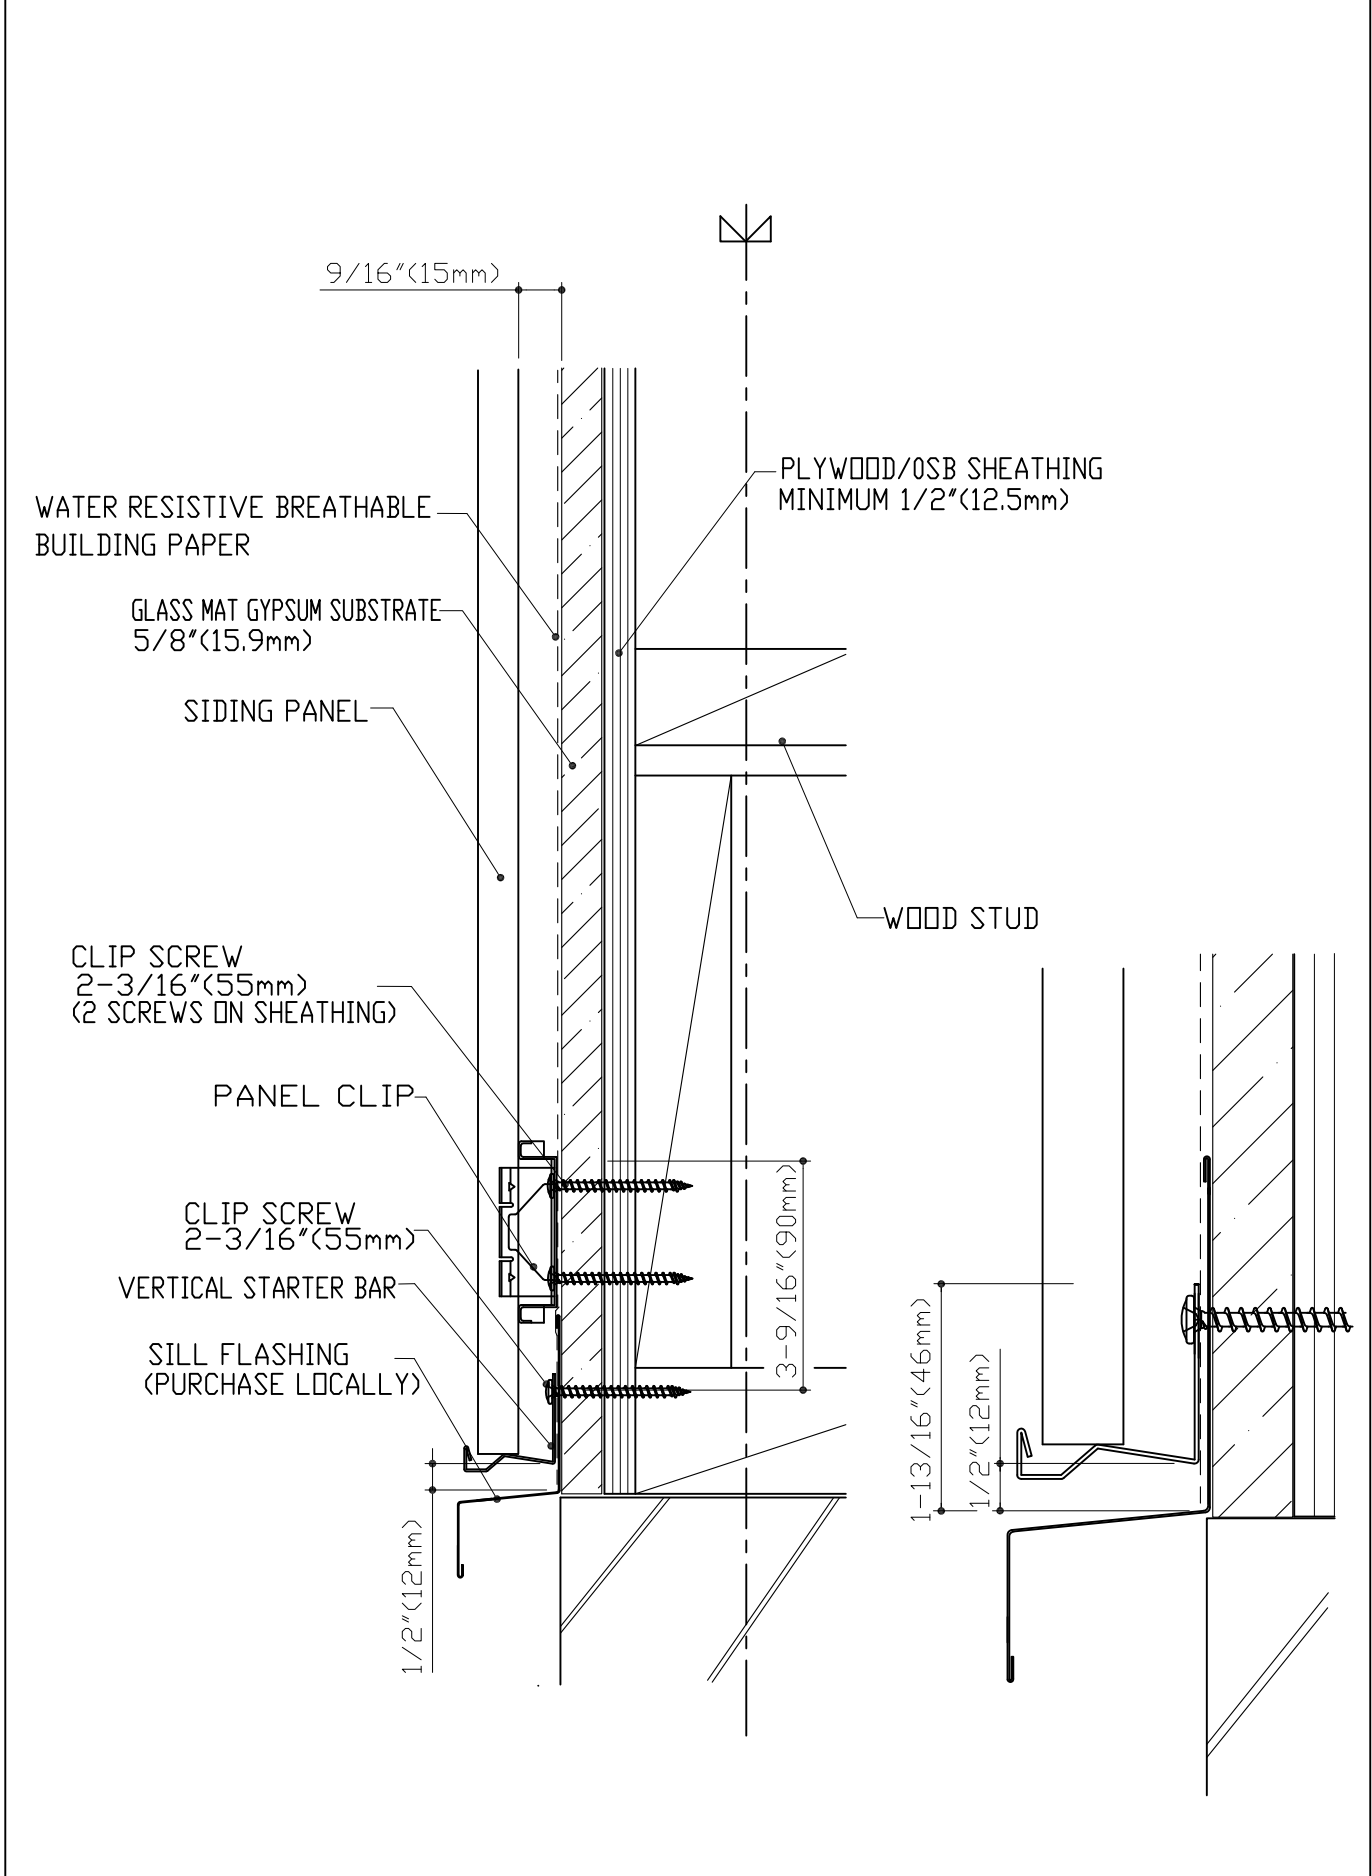 9/16"(15mm)
PLYWOOD/OSB SHEATHING
MINIMUM 1/2"(12.5mm)
WATER RESISTIVE BREATHABLE
BUILDING PAPER
GLASS MAT GYPSUM SUBSTRATE
5/8"(15.9mm)
SIDING PANEL
WOOD STUD
CLIP SCREW
2-3/16"(55mm)
(2 SCREWS ON SHEATHING)
PANEL CLIP
CLIP SCREW
2-3/16"(55mm)
VERTICAL STARTER BAR
SILL FLASHING
(PURCHASE LOCALLY)
3-9/16"(90mm)
1/2"(12mm)
1-13/16"(46mm)
1/2"(12mm)